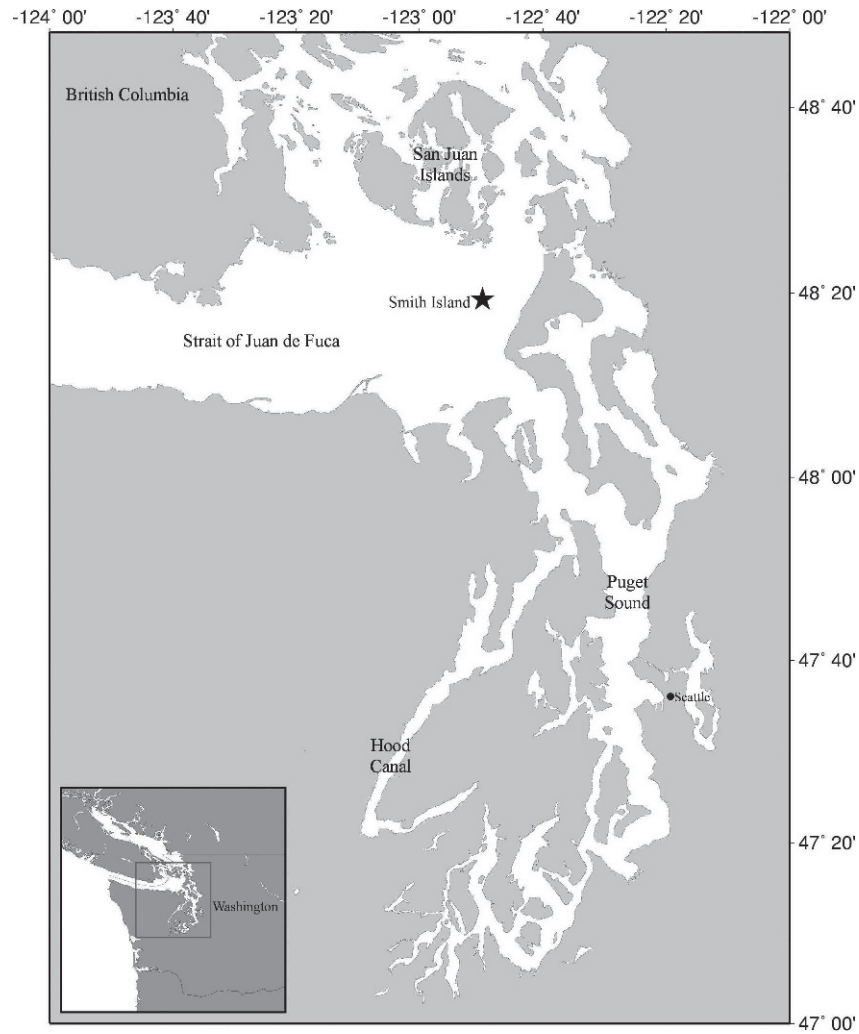 -124° 00' -123° 40' -123° 20' -123° 00' -122° 40' -122° 20' -122° 00'
British Columbia
48° 40'
San Juan
Islands
48° 20'
Smith Island
Strait of Juan de Fuca
48° 00'
Puget
Sound
47° 40'
Seattle
Hood
Canal
47° 20'
Washington
47° 00'